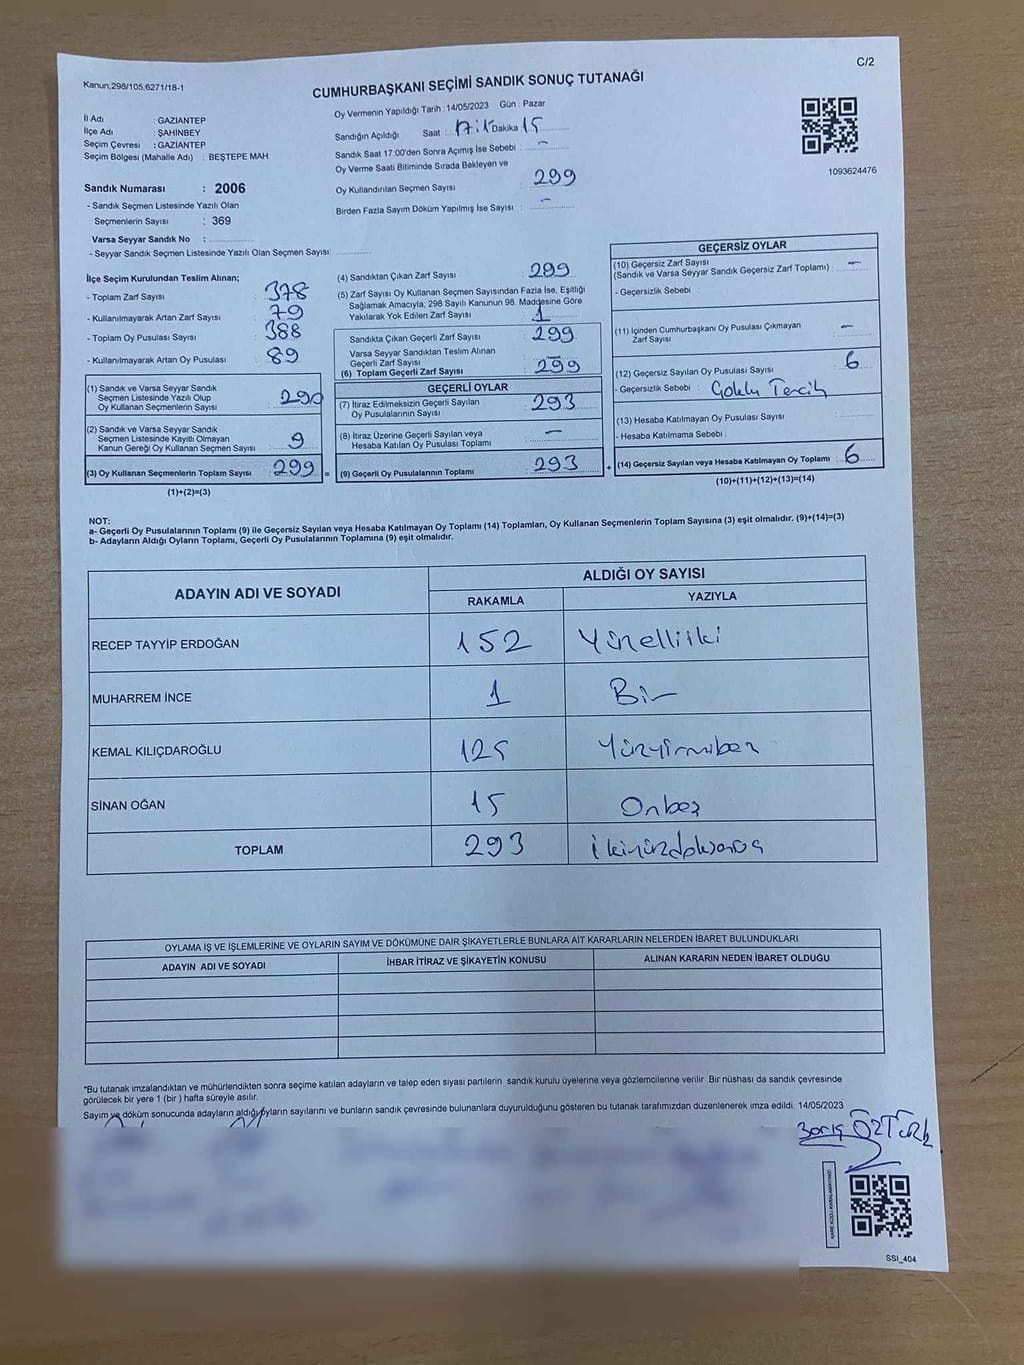 C/2
Kanun:298/105;6271/18-1
CUMHURBAŞKANI SEÇİMİ SANDIK SONUÇ TUTANAĞI
İl Adı : GAZİANTEP
İlçe Adı : ŞAHİNBEY
Seçim Çevresi : GAZİANTEP
Seçim Bölgesi (Mahalle Adı) : BEŞTEPE MAH
Oy Vermenin Yapıldığı Tarih : 14/05/2023 Gün : Pazar
Sandığın Açıldığı Saat : Dakika 15
Sandık Saat 17:00'den Sonra Açımış İse Sebebi : -
Oy Verme Saati Bitiminde Sırada Bekleyen ve
Oy Kullandırılan Seçmen Sayısı 299
Birden Fazla Sayım Döküm Yapılmış İse Sayısı : -
1093624476
Sandık Numarası : 2006
- Sandık Seçmen Listesinde Yazılı Olan
Seçmenlerin Sayısı : 369
Varsa Seyyar Sandık No :
- Seyyar Sandık Seçmen Listesinde Yazılı Olan Seçmen Sayısı:
İlçe Seçim Kurulundan Teslim Alınan;
- Toplam Zarf Sayısı : 378
- Kullanılmayarak Artan Zarf Sayısı : 79
- Toplam Oy Pusulası Sayısı : 388
- Kullanılmayarak Artan Oy Pusulası : 89
(1) Sandık ve Varsa Seyyar Sandık
Seçmen Listesinde Yazılı Olup
Oy Kullanan Seçmenlerin Sayısı : 290
(2) Sandık ve Varsa Seyyar Sandık
Seçmen Listesinde Kayıtlı Olmayan
Kanun Gereği Oy Kullanan Seçmen Sayısı : 9
(3) Oy Kullanan Seçmenlerin Toplam Sayısı : 299 =
(1)+(2)=(3)
(4) Sandıktan Çıkan Zarf Sayısı : 299
(5) Zarf Sayısı Oy Kullanan Seçmen Sayısından Fazla İse, Eşitliği
Sağlamak Amacıyla; 298 Sayılı Kanunun 98. Maddesine Göre
Yakılarak Yok Edilen Zarf Sayısı : 1
Sandıkta Çıkan Geçerli Zarf Sayısı : 299
Varsa Seyyar Sandıktan Teslim Alınan
Geçerli Zarf Sayısı :
(6) Toplam Geçerli Zarf Sayısı : 299
GEÇERLİ OYLAR
(7) İtiraz Edilmeksizin Geçerli Sayılan
Oy Pusulalarının Sayısı : 293
(8) İtiraz Üzerine Geçerli Sayılan veya
Hesaba Katılan Oy Pusulası Toplamı : -
(9) Geçerli Oy Pusulalarının Toplamı : 293 +
GEÇERSİZ OYLAR
(10) Geçersiz Zarf Sayısı
(Sandık ve Varsa Seyyar Sandık Geçersiz Zarf Toplamı) : -
- Geçersizlik Sebebi :
(11) İçinden Cumhurbaşkanı Oy Pusulası Çıkmayan
Zarf Sayısı : -
(12) Geçersiz Sayılan Oy Pusulası Sayısı : 6
- Geçersizlik Sebebi : Çoklu Tercih
(13) Hesaba Katılmayan Oy Pusulası Sayısı :
- Hesaba Katılmama Sebebi :
(14) Geçersiz Sayılan veya Hesaba Katılmayan Oy Toplamı : 6
(10)+(11)+(12)+(13)=(14)
NOT:
a- Geçerli Oy Pusulalarının Toplamı (9) ile Geçersiz Sayılan veya Hesaba Katılmayan Oy Toplamı (14) Toplamları, Oy Kullanan Seçmenlerin Toplam Sayısına (3) eşit olmalıdır. (9)+(14)=(3)
b- Adayların Aldığı Oyların Toplamı, Geçerli Oy Pusulalarının Toplamına (9) eşit olmalıdır.
ADAYIN ADI VE SOYADI ALDIĞI OY SAYISI
RAKAMLA YAZIYLA
RECEP TAYYİP ERDOĞAN 152 Yüzelliiki
MUHARREM İNCE 1 Bir
KEMAL KILIÇDAROĞLU 125 Yüzyirmibeş
SİNAN OĞAN 15 Onbeş
TOPLAM 293
OYLAMA İŞ VE İŞLEMLERİNE VE OYLARIN SAYIM VE DÖKÜMÜNE DAİR ŞİKAYETLERLE BUNLARA AİT KARARLARIN NELERDEN İBARET BULUNDUKLARI
ADAYIN ADI VE SOYADI İHBAR İTİRAZ VE ŞİKAYETİN KONUSU ALINAN KARARIN NEDEN İBARET OLDUĞU
*Bu tutanak imzalandıktan ve mühürlendikten sonra seçime katılan adayların ve talep eden siyasi partilerin sandık kurulu üyelerine veya gözlemcilerine verilir .Bir nüshası da sandık çevresinde
görülecek bir yere 1 (bir ) hafta süreyle asılır.
Sayım ve döküm sonucunda adayların aldığı oyların sayılarını ve bunların sandık çevresinde bulunanlara duyurulduğunu gösteren bu tutanak tarafımızdan düzenlenerek imza edildi. 14/05/2023
Barış ÖZTÜRK
SSI_404